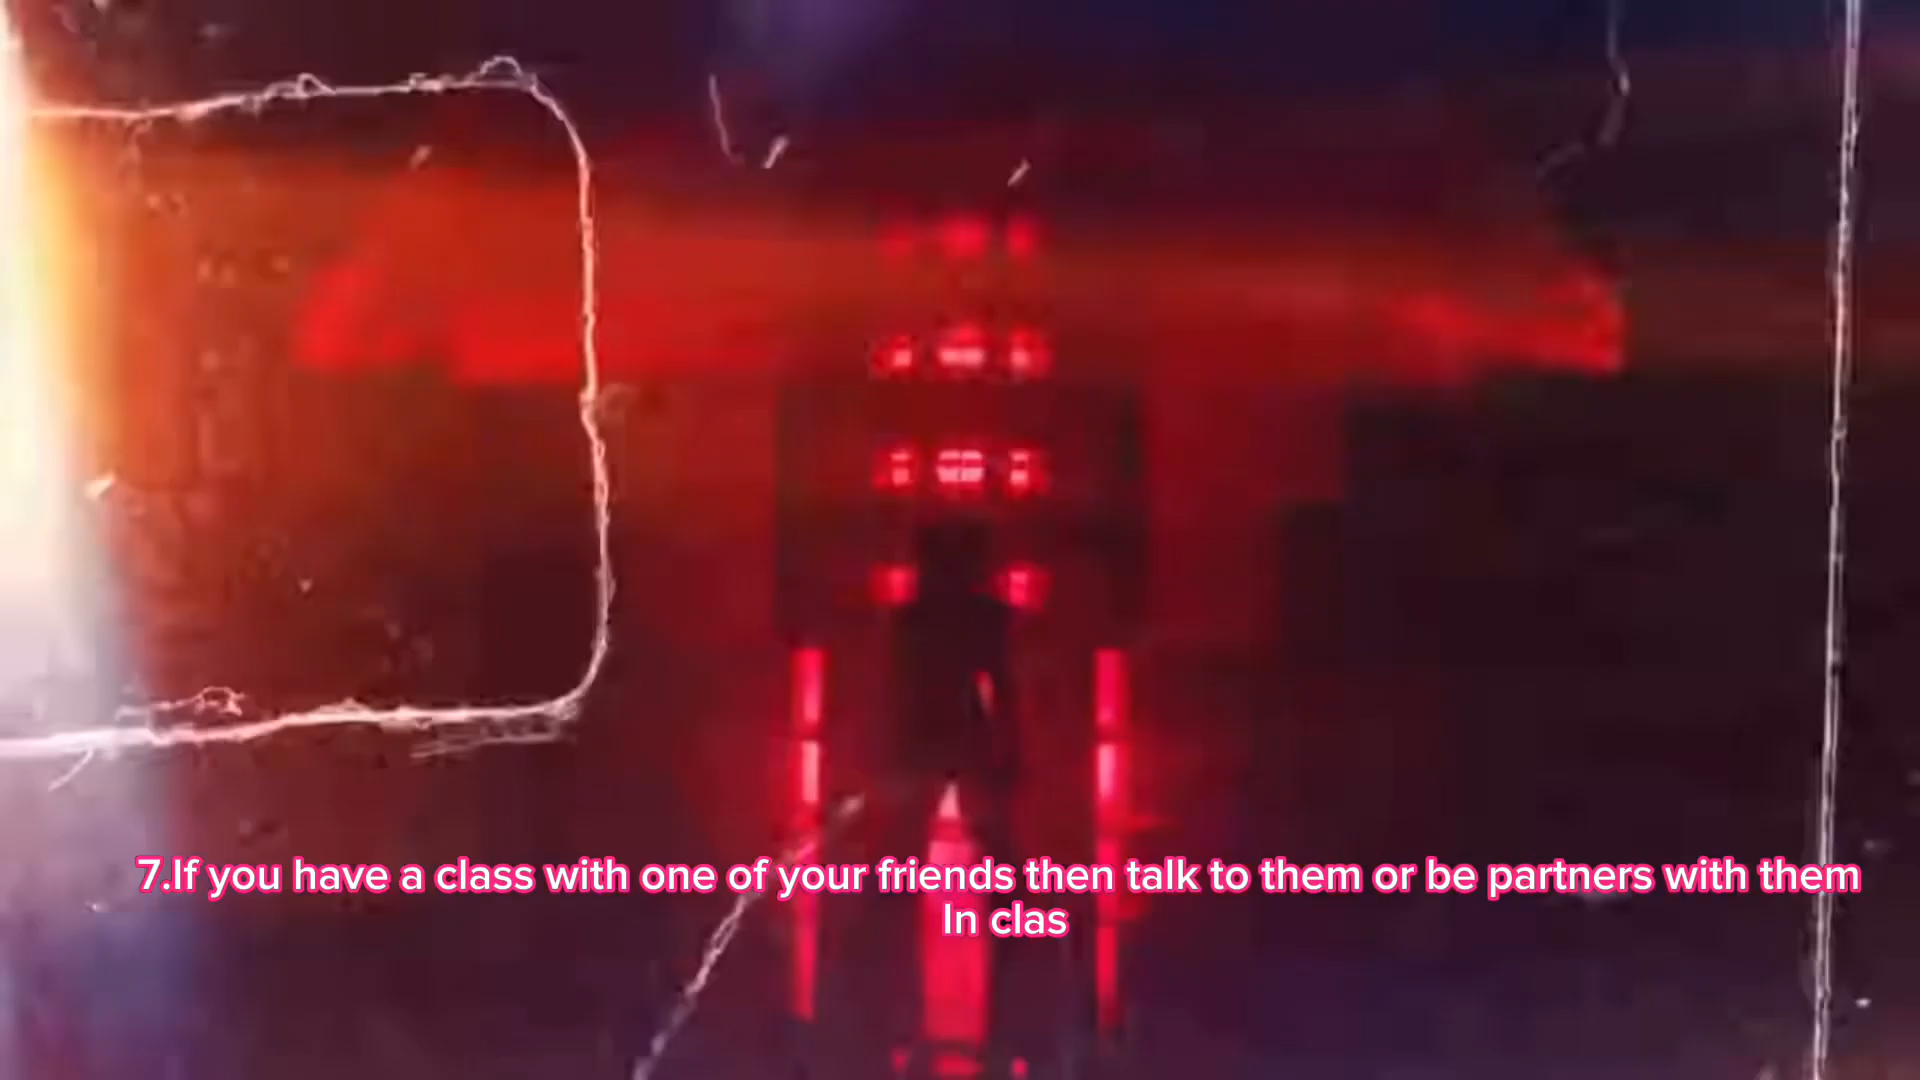 7.If you have a class with one of your friends then talk to them or be partners with them
In clas